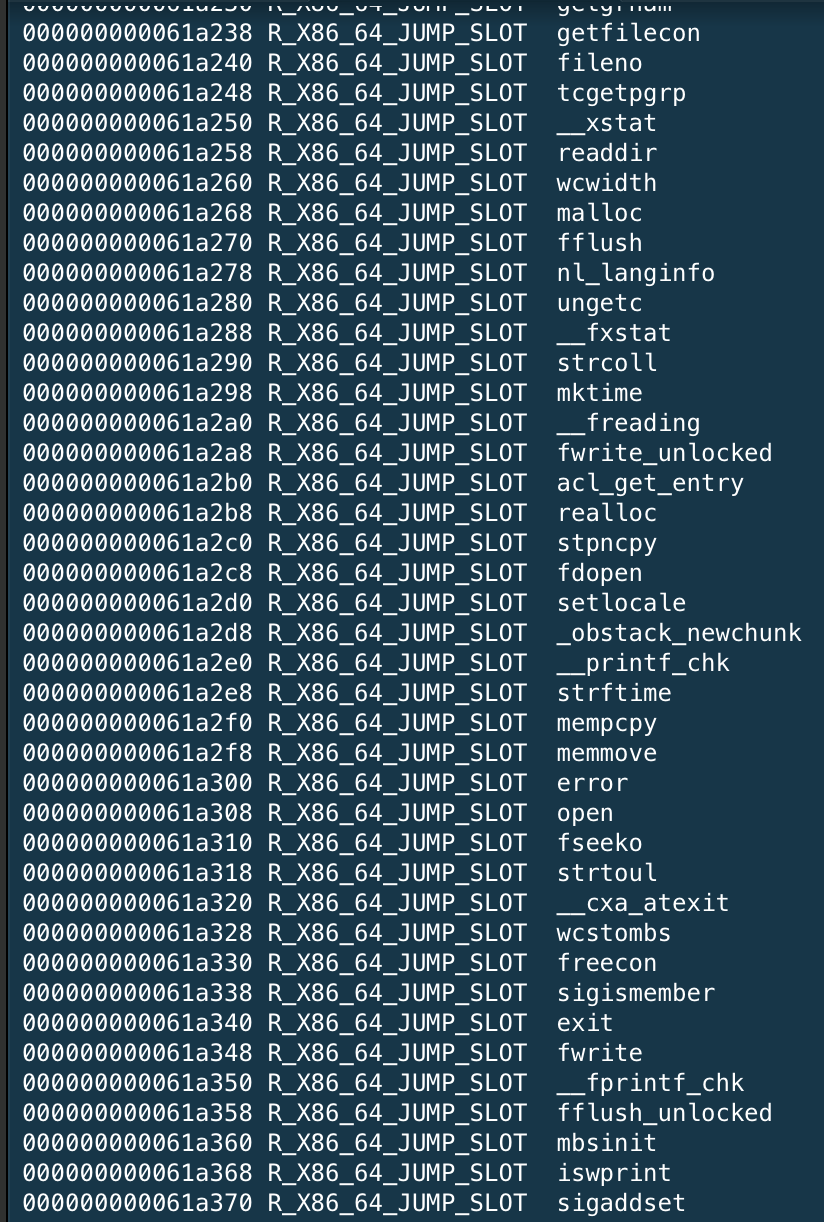 000000000061a238 R_X86_64_JUMP_SLOT  getfilecon
000000000061a240 R_X86_64_JUMP_SLOT  fileno
000000000061a248 R_X86_64_JUMP_SLOT  tcgetpgrp
000000000061a250 R_X86_64_JUMP_SLOT  __xstat
000000000061a258 R_X86_64_JUMP_SLOT  readdir
000000000061a260 R_X86_64_JUMP_SLOT  wcwidth
000000000061a268 R_X86_64_JUMP_SLOT  malloc
000000000061a270 R_X86_64_JUMP_SLOT  fflush
000000000061a278 R_X86_64_JUMP_SLOT  nl_langinfo
000000000061a280 R_X86_64_JUMP_SLOT  ungetc
000000000061a288 R_X86_64_JUMP_SLOT  __fxstat
000000000061a290 R_X86_64_JUMP_SLOT  strcoll
000000000061a298 R_X86_64_JUMP_SLOT  mktime
000000000061a2a0 R_X86_64_JUMP_SLOT  __freading
000000000061a2a8 R_X86_64_JUMP_SLOT  fwrite_unlocked
000000000061a2b0 R_X86_64_JUMP_SLOT  acl_get_entry
000000000061a2b8 R_X86_64_JUMP_SLOT  realloc
000000000061a2c0 R_X86_64_JUMP_SLOT  stpncpy
000000000061a2c8 R_X86_64_JUMP_SLOT  fdopen
000000000061a2d0 R_X86_64_JUMP_SLOT  setlocale
000000000061a2d8 R_X86_64_JUMP_SLOT  _obstack_newchunk
000000000061a2e0 R_X86_64_JUMP_SLOT  __printf_chk
000000000061a2e8 R_X86_64_JUMP_SLOT  strftime
000000000061a2f0 R_X86_64_JUMP_SLOT  mempcpy
000000000061a2f8 R_X86_64_JUMP_SLOT  memmove
000000000061a300 R_X86_64_JUMP_SLOT  error
000000000061a308 R_X86_64_JUMP_SLOT  open
000000000061a310 R_X86_64_JUMP_SLOT  fseeko
000000000061a318 R_X86_64_JUMP_SLOT  strtoul
000000000061a320 R_X86_64_JUMP_SLOT  __cxa_atexit
000000000061a328 R_X86_64_JUMP_SLOT  wcstombs
000000000061a330 R_X86_64_JUMP_SLOT  freecon
000000000061a338 R_X86_64_JUMP_SLOT  sigismember
000000000061a340 R_X86_64_JUMP_SLOT  exit
000000000061a348 R_X86_64_JUMP_SLOT  fwrite
000000000061a350 R_X86_64_JUMP_SLOT  __fprintf_chk
000000000061a358 R_X86_64_JUMP_SLOT  fflush_unlocked
000000000061a360 R_X86_64_JUMP_SLOT  mbsinit
000000000061a368 R_X86_64_JUMP_SLOT  iswprint
000000000061a370 R_X86_64_JUMP_SLOT  sigaddset